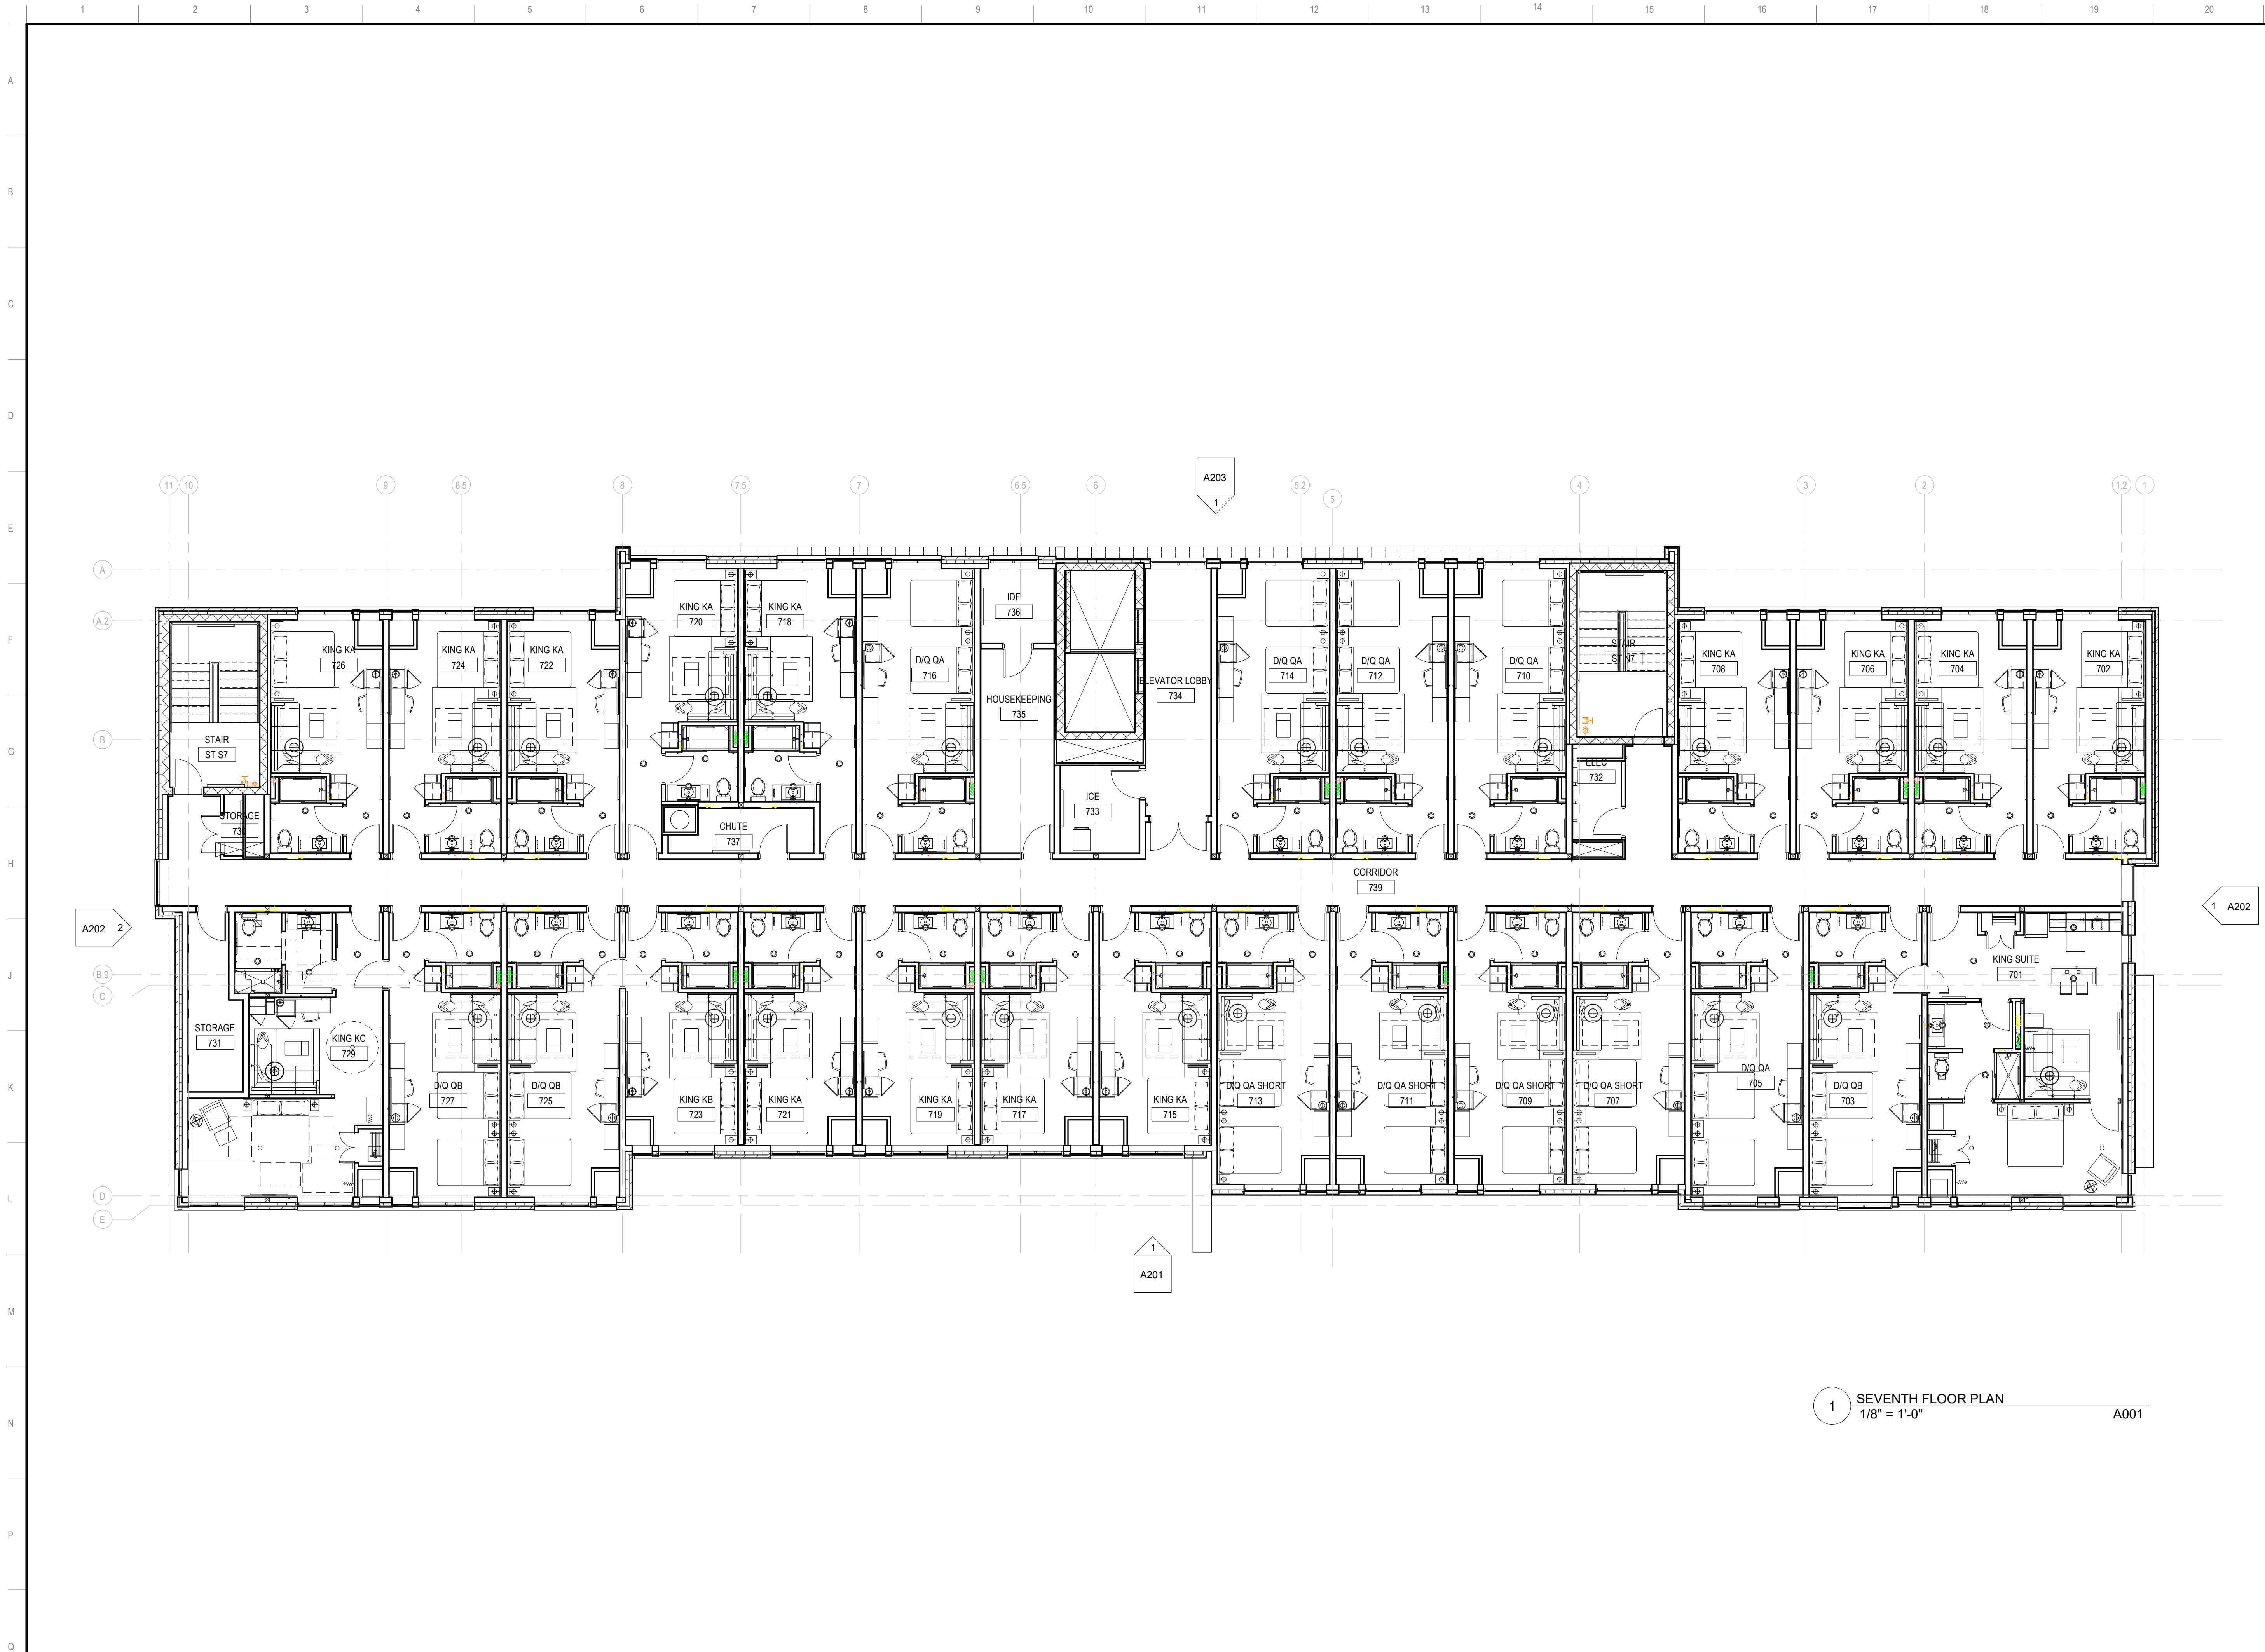 1 2 3 4 5 6 7 8 9 10 11 12 13 14 15 16 17 18 19 20
A
B
C
D
E
F
G
H
J
K
L
M
N
P
Q
A203
1
11 10 9 8.5 8 7.5 7 6.5 6 5.2 5 4 3 2 1.2 1
A
A.2
B
B.9
C
D
E
KING KA
726
KING KA
724
KING KA
722
KING KA
720
KING KA
718
D/Q QA
716
IDF
736
HOUSEKEEPING
735
ELEVATOR LOBBY
734
D/Q QA
714
D/Q QA
712
D/Q QA
710
STAIR
ST N7
KING KA
708
KING KA
706
KING KA
704
KING KA
702
STAIR
ST S7
STORAGE
730
CHUTE
737
ICE
733
ELEC
732
CORRIDOR
739
A202 2
1 A202
STORAGE
731
KING KC
729
D/Q QB
727
D/Q QB
725
KING KB
723
KING KA
721
KING KA
719
KING KA
717
KING KA
715
D/Q QA SHORT
713
D/Q QA SHORT
711
D/Q QA SHORT
709
D/Q QA SHORT
707
D/Q QA
705
D/Q QB
703
KING SUITE
701
1
A201
1 SEVENTH FLOOR PLAN
1/8" = 1'-0" A001